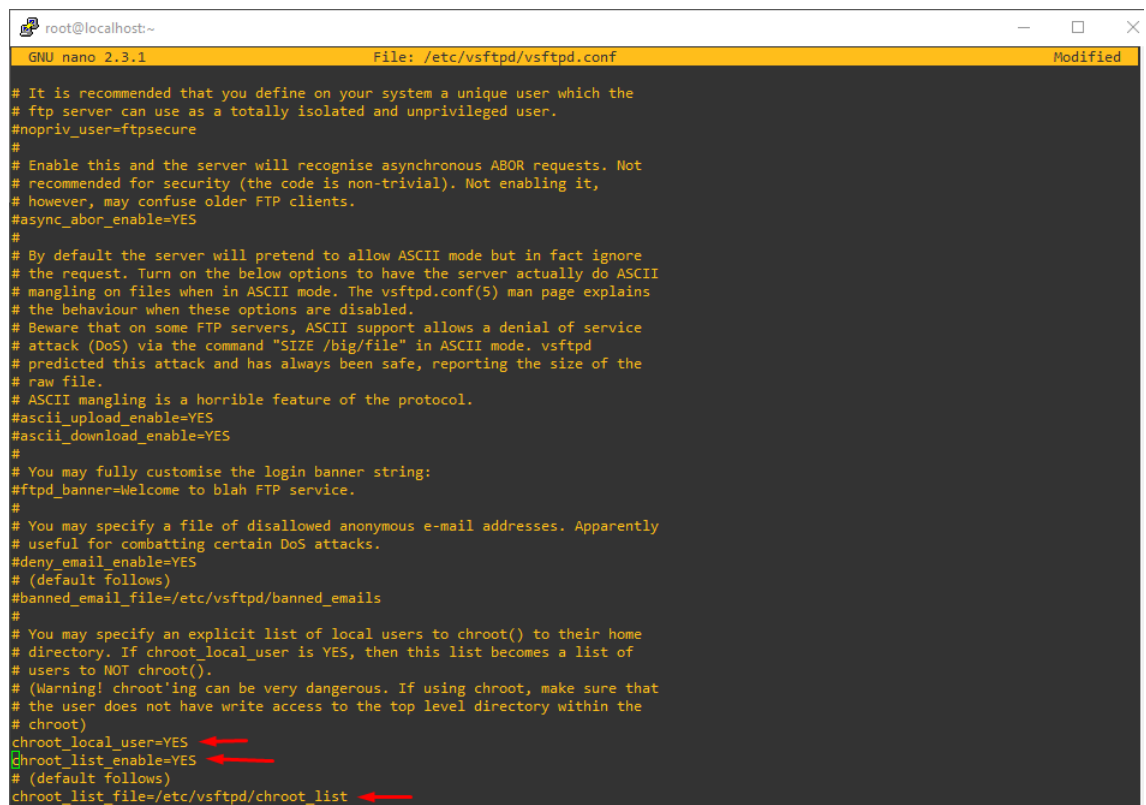 root@localhost:~
GNU nano 2.3.1 File: /etc/vsftpd/vsftpd.conf Modified
# It is recommended that you define on your system a unique user which the
# ftp server can use as a totally isolated and unprivileged user.
#nopriv_user=ftpsecure
#
# Enable this and the server will recognise asynchronous ABOR requests. Not
# recommended for security (the code is non-trivial). Not enabling it,
# however, may confuse older FTP clients.
#async_abor_enable=YES
#
# By default the server will pretend to allow ASCII mode but in fact ignore
# the request. Turn on the below options to have the server actually do ASCII
# mangling on files when in ASCII mode. The vsftpd.conf(5) man page explains
# the behaviour when these options are disabled.
# Beware that on some FTP servers, ASCII support allows a denial of service
# attack (DoS) via the command "SIZE /big/file" in ASCII mode. vsftpd
# predicted this attack and has always been safe, reporting the size of the
# raw file.
# ASCII mangling is a horrible feature of the protocol.
#ascii_upload_enable=YES
#ascii_download_enable=YES
#
# You may fully customise the login banner string:
#ftpd_banner=Welcome to blah FTP service.
#
# You may specify a file of disallowed anonymous e-mail addresses. Apparently
# useful for combatting certain DoS attacks.
#deny_email_enable=YES
# (default follows)
#banned_email_file=/etc/vsftpd/banned_emails
#
# You may specify an explicit list of local users to chroot() to their home
# directory. If chroot_local_user is YES, then this list becomes a list of
# users to NOT chroot().
# (Warning! chroot'ing can be very dangerous. If using chroot, make sure that
# the user does not have write access to the top level directory within the
# chroot)
chroot_local_user=YES
chroot_list_enable=YES
# (default follows)
chroot_list_file=/etc/vsftpd/chroot_list